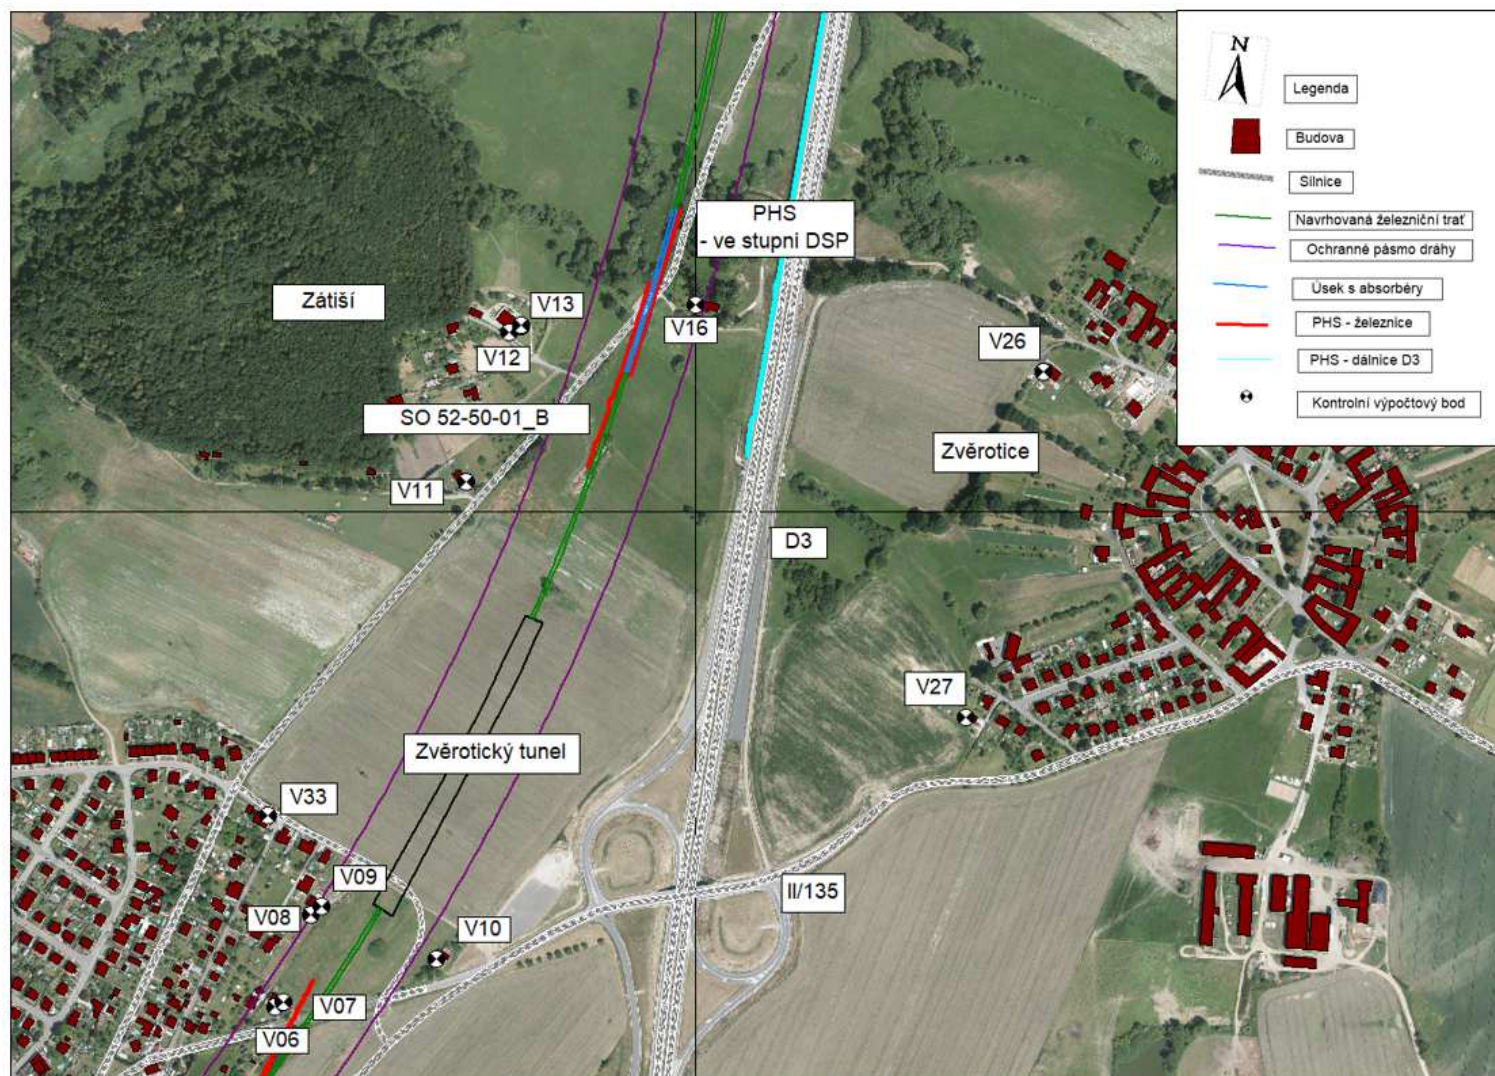 N
Legenda
Budova
Silnice
Navrhovaná železniční trať
Ochranné pásmo dráhy
Úsek s absorbéry
PHS - železnice
PHS - dálnice D3
Kontrolní výpočtový bod
PHS
- ve stupni DSP
Zátiší
V13
V12
V16
V26
SO 52-50-01_B
Zvěrotice
V11
D3
V27
Zvěrotický tunel
V33
V09
V08
V10
II/135
V07
V06